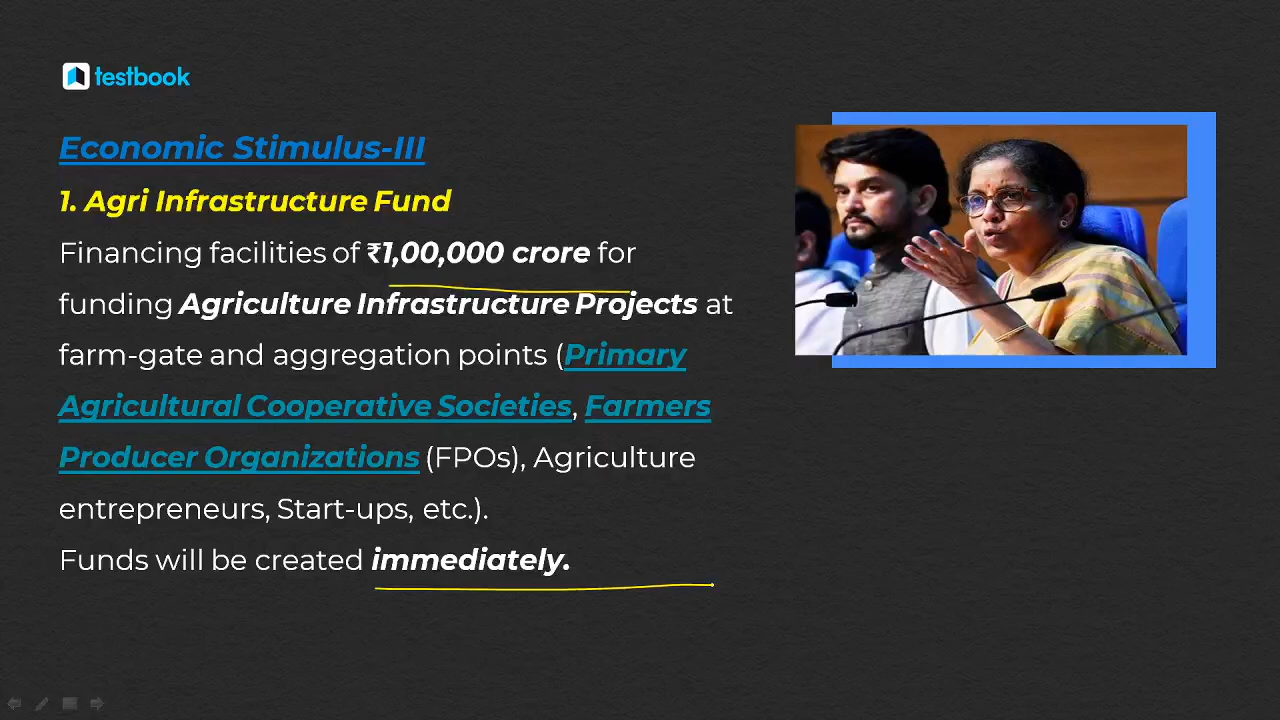 testbook
Economic Stimulus-III
1. Agri Infrastructure Fund
Financing facilities of ₹1,00,000 crore for
funding Agriculture Infrastructure Projects at
farm-gate and aggregation points (Primary
Agricultural Cooperative Societies, Farmers
Producer Organizations (FPOs), Agriculture
entrepreneurs, Start-ups, etc.).
Funds will be created immediately.